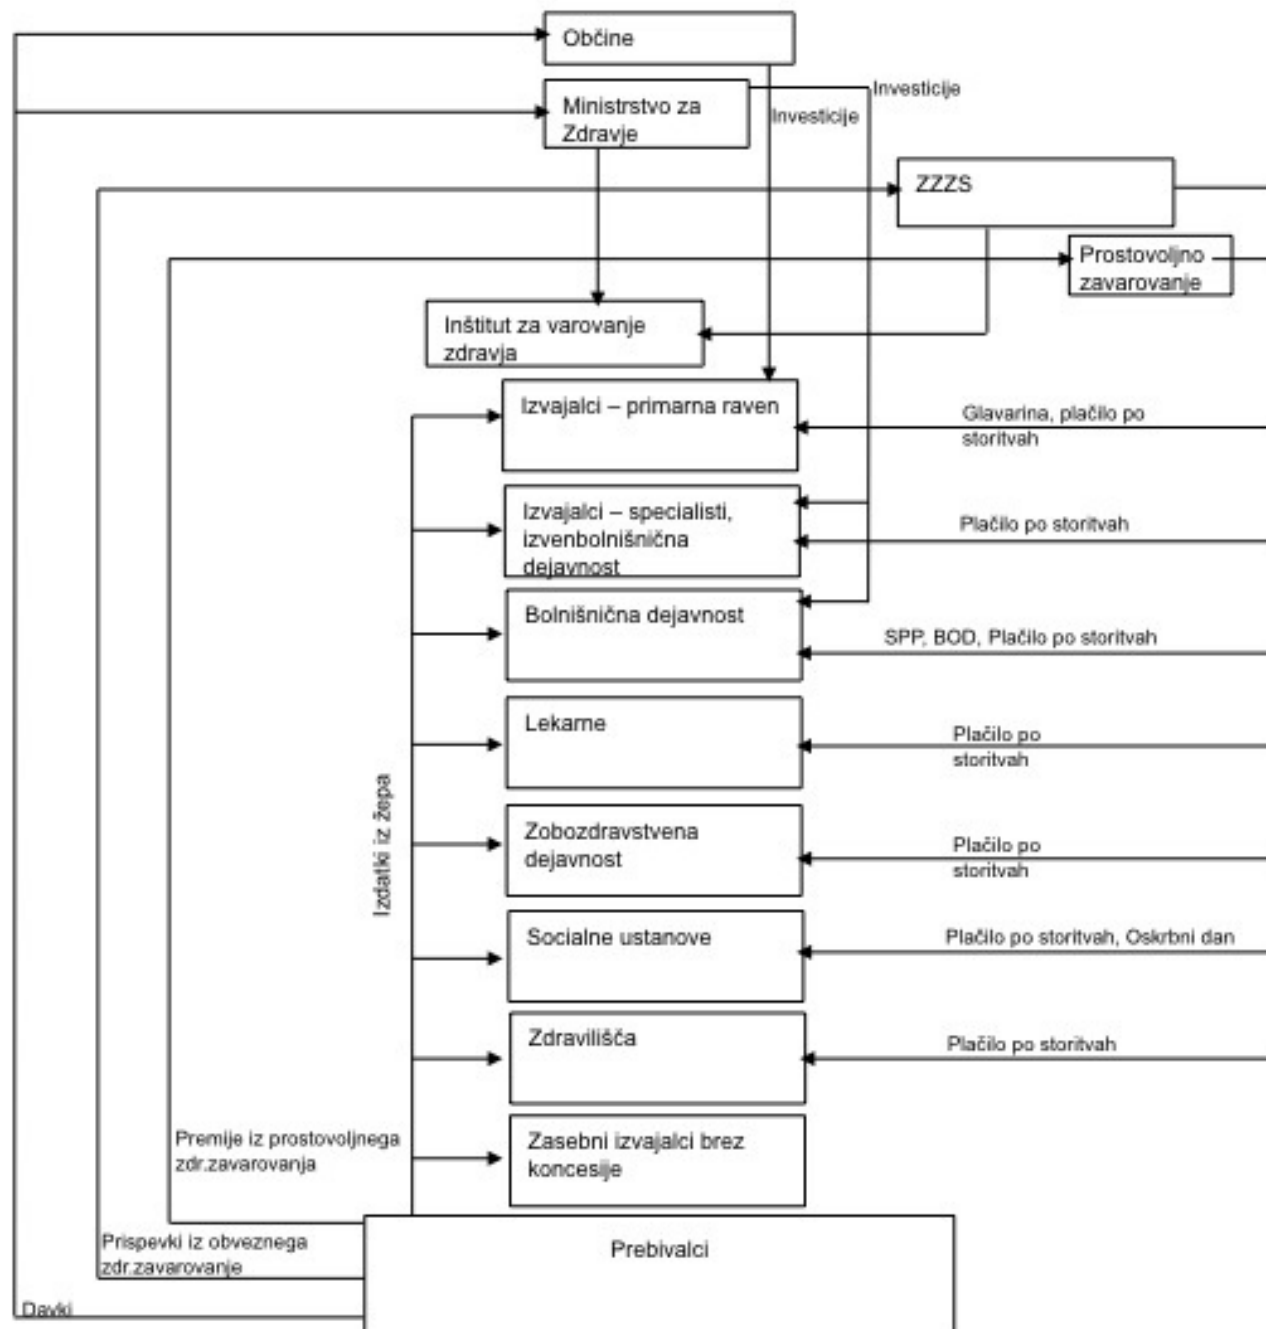 Občine
Ministrstvo za
Zdravje
Investicije
Investicije
ZZZS
Prostovoljno
zavarovanje
Inštitut za varovanje
zdravja
Izvajalci – primarna raven
Glavarina, plačilo po
storitvah
Izvajalci – specialisti,
izvenbolnišnična
dejavnost
Plačilo po storitvah
Bolnišnična dejavnost
SPP, BOD, Plačilo po storitvah
Lekarne
Plačilo po
storitvah
Izdatki iz žepa
Zobozdravstvena
dejavnost
Plačilo po
storitvah
Socialne ustanove
Plačilo po storitvah, Oskrbni dan
Zdravilišča
Plačilo po storitvah
Premije iz prostovoljnega
zdr.zavarovanja
Zasebni izvajalci brez
koncesije
Prispevki iz obveznega
zdr.zavarovanje
Prebivalci
Davki